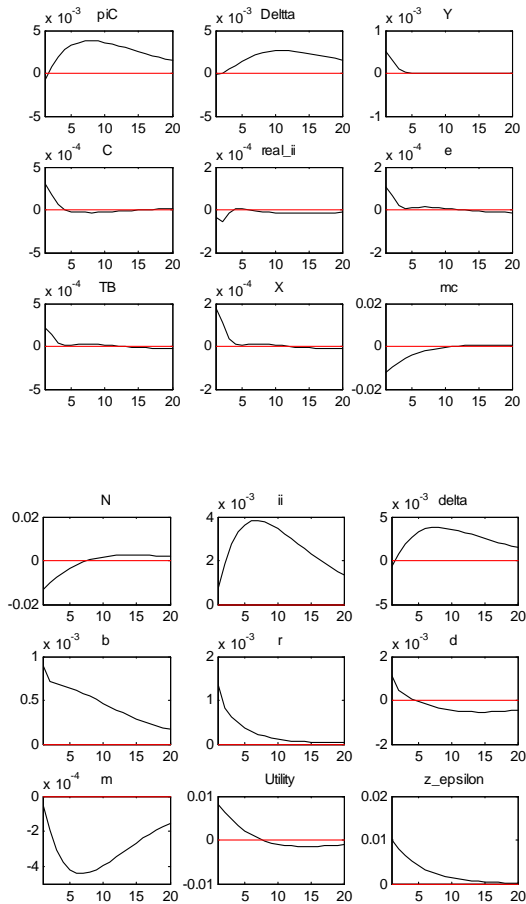 piC Deltta Y
x 10-3 x 10-3 x 10-3
5 5 1
0 0 0
-5 -5 -1
5 10 15 20 5 10 15 20 5 10 15 20
C real_ii e
x 10-4 x 10-4 x 10-4
5 4 2
2
0 0 0
-2
-5 -4 -2
5 10 15 20 5 10 15 20 5 10 15 20
TB X mc
x 10-4 x 10-4
5 2 0.02
0 0 0
-5 -2 -0.02
5 10 15 20 5 10 15 20 5 10 15 20
N ii delta
x 10-3 x 10-3
0.02 4 5
0 2 0
-0.02 0 -5
5 10 15 20 5 10 15 20 5 10 15 20
b r d
x 10-3 x 10-3 x 10-3
1 2 2
0.5 1 0
0 0 -2
5 10 15 20 5 10 15 20 5 10 15 20
x 10-4 m Utility z_epsilon
0 0.01 0.02
-2 0 0.01
-4
-0.01 0
5 10 15 20 5 10 15 20 5 10 15 20